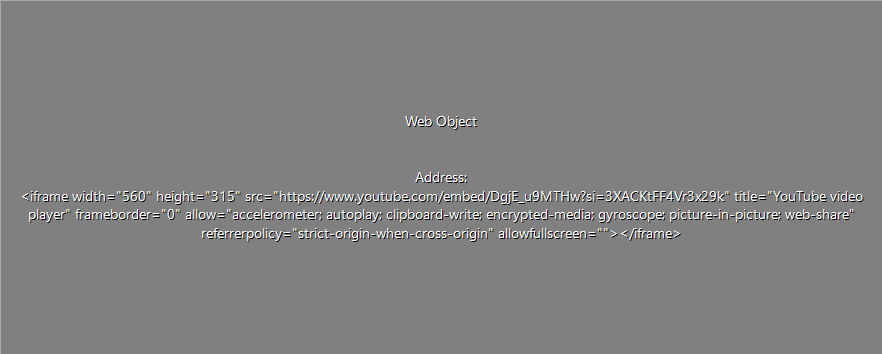 Web Object
Address:
<iframe width="560" height="315" src="https://www.youtube.com/embed/DgjE_u9MTHw?si=3XACKtFF4Vr3x29k" title="YouTube video
player" frameborder="0" allow="accelerometer; autoplay; clipboard-write; encrypted-media; gyroscope; picture-in-picture; web-share"
referrerpolicy="strict-origin-when-cross-origin" allowfullscreen=""></iframe>